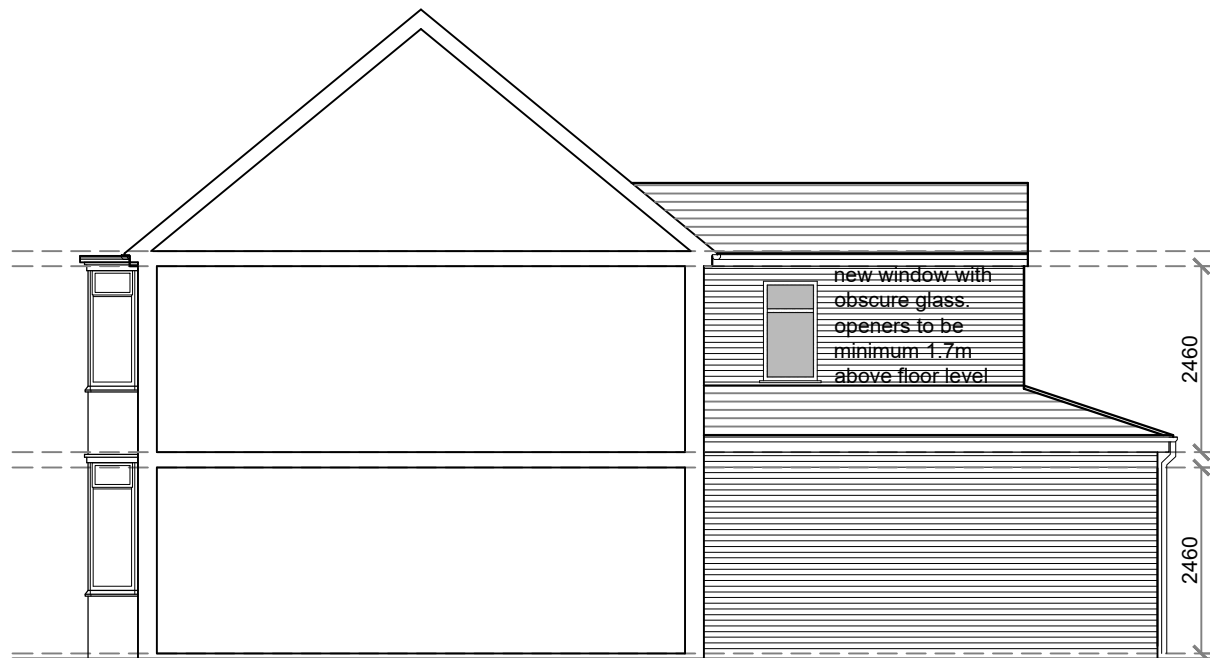 new window with
obscure glass.
openers to be
minimum 1.7m
above floor level
2460
2460